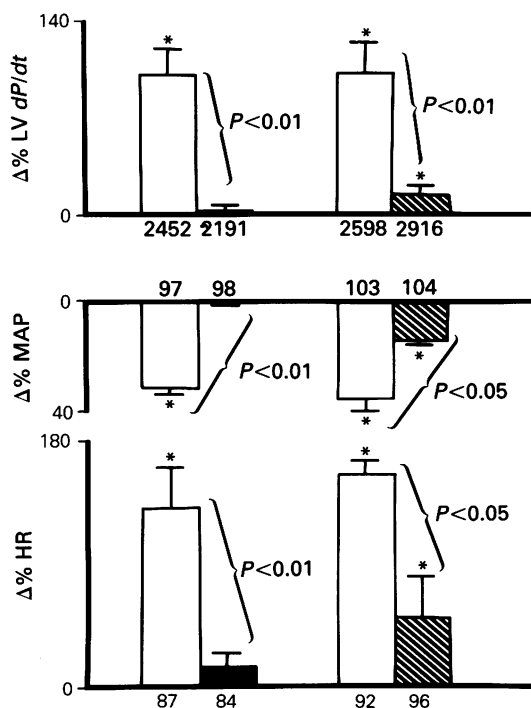 140
Δ% LV dP/dt
* *
P<0.01 P<0.01
*
0
2452 2191 2598 2916
97 98 103 104
0
Δ% MAP
P<0.01 P<0.05
* *
40 *
180
* *
Δ% HR
P<0.05
P<0.01 *
0
87 84 92 96